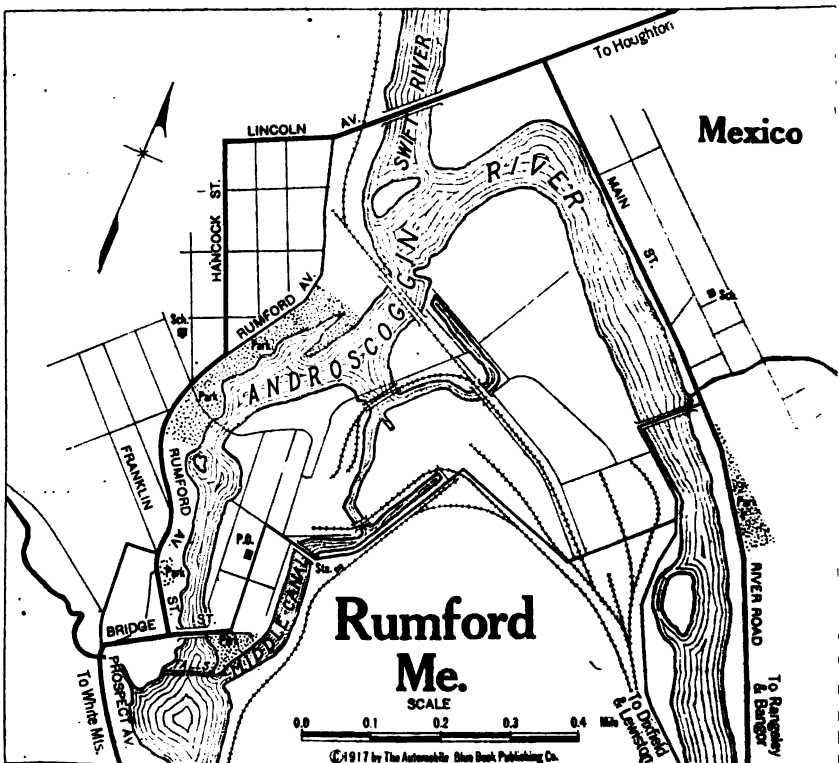 To Houghton
SWIFT RIVER
LINCOLN AV.
Mexico
RIVER
HANCOCK ST.
MAIN ST.
ANDROSCOGGIN
RUMFORD AV.
Sch.
Sch.
Park
Park
FRANKLIN
RUMFORD AV.
P.O.
Park
Sta.
ST.
BRIDGE ST.
MIDDLE CANAL
FALLS
PROSPECT AV.
To White Mts.
RIVER ROAD
To Rangeley
& Bangor
To Dixfield
& Lewiston
Rumford
Me.
SCALE
0.0 0.1 0.2 0.3 0.4 Mile
©1917 by The Automobile Blue Book Publishing Co.